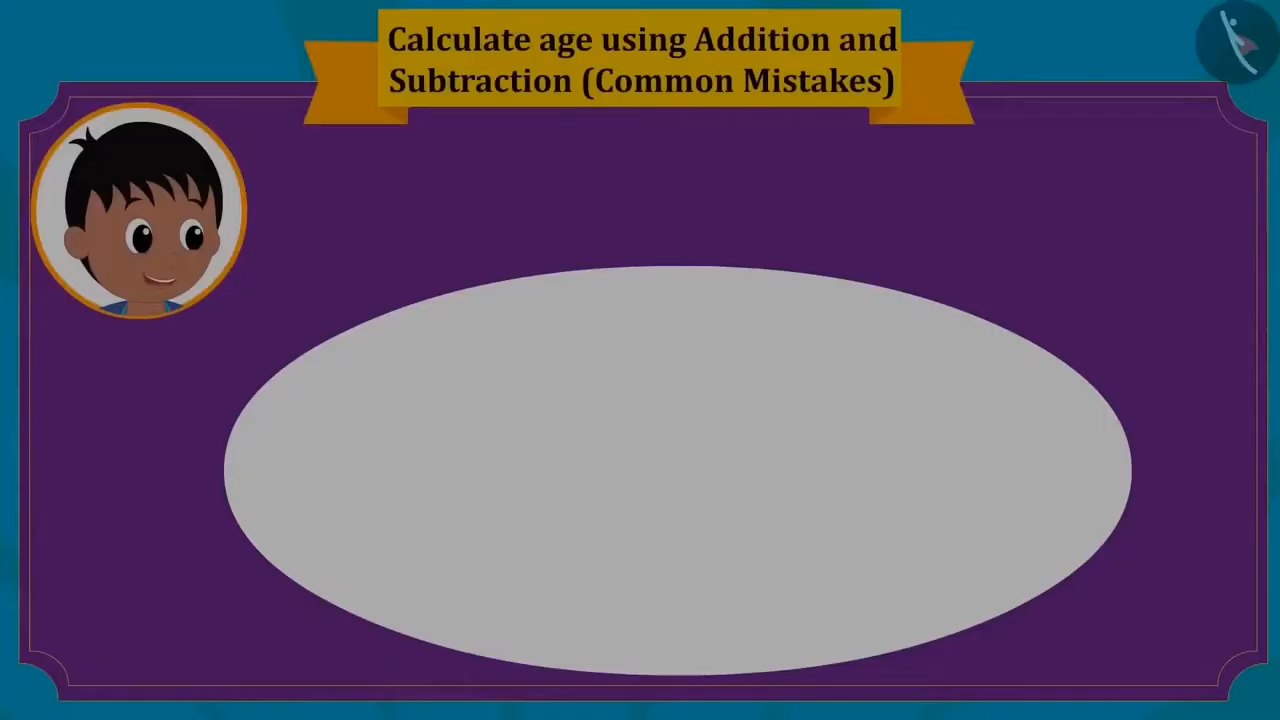 Calculate age using Addition and
Subtraction (Common Mistakes)